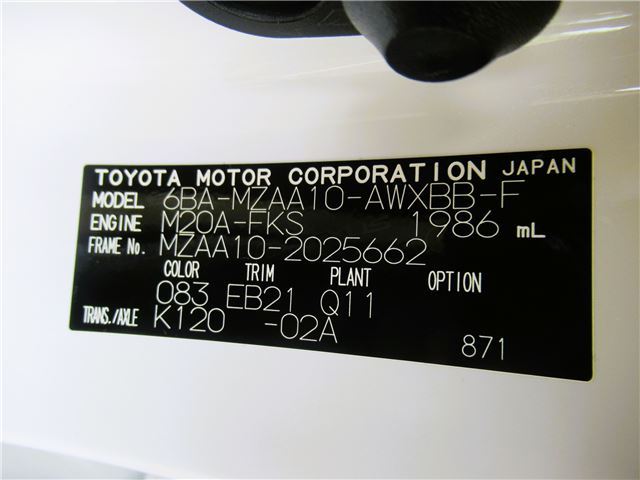 TOYOTA MOTOR CORPORATION JAPAN
MODEL 6BA-MZAA10-AWXBB-F
ENGINE M20A-FKS 1986 mL
FRAME No. MZAA10-2025662
COLOR TRIM PLANT OPTION
083 EB21 Q11
TRANS./AXLE K120 -02A
871